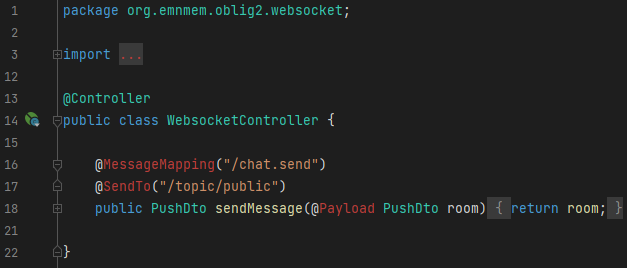 1 package org.emnmem.oblig2.websocket;
2
3 import ...
12
13 @Controller
14 public class WebsocketController {
15
16 @MessageMapping("/chat.send")
17 @SendTo("/topic/public")
18 public PushDto sendMessage(@Payload PushDto room) { return room; }
21
22 }